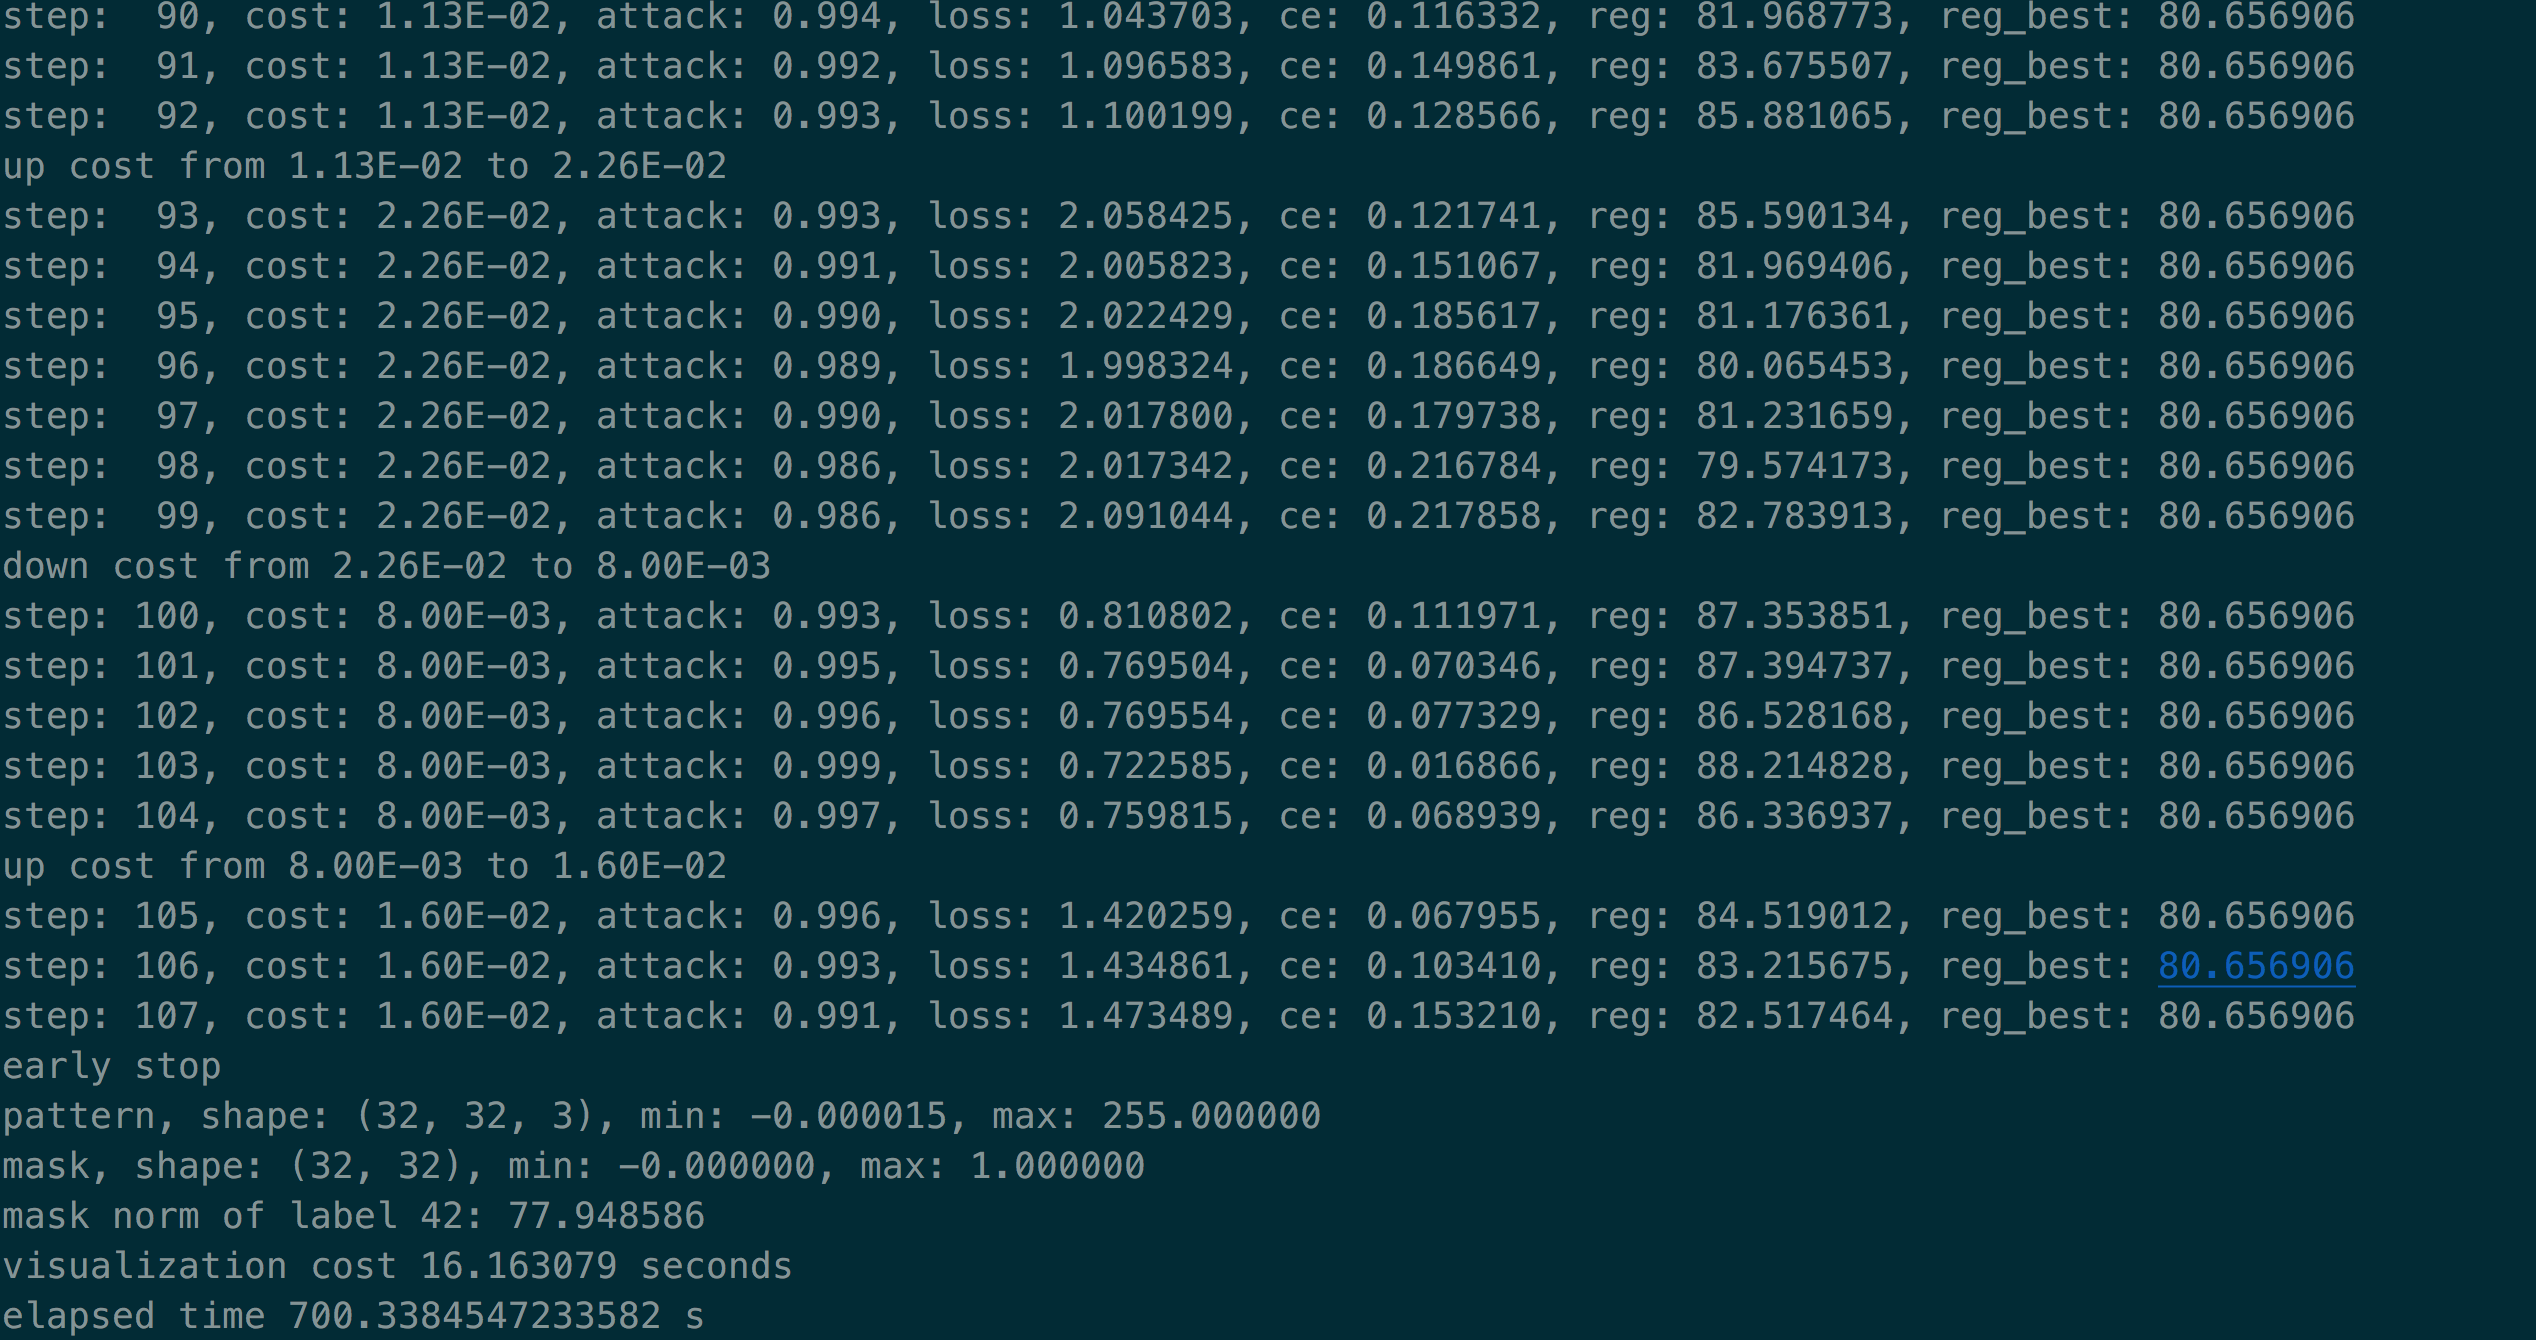 step:  90, cost: 1.13E-02, attack: 0.994, loss: 1.043703, ce: 0.116332, reg: 81.968773, reg_best: 80.656906
step:  91, cost: 1.13E-02, attack: 0.992, loss: 1.096583, ce: 0.149861, reg: 83.675507, reg_best: 80.656906
step:  92, cost: 1.13E-02, attack: 0.993, loss: 1.100199, ce: 0.128566, reg: 85.881065, reg_best: 80.656906
up cost from 1.13E-02 to 2.26E-02
step:  93, cost: 2.26E-02, attack: 0.993, loss: 2.058425, ce: 0.121741, reg: 85.590134, reg_best: 80.656906
step:  94, cost: 2.26E-02, attack: 0.991, loss: 2.005823, ce: 0.151067, reg: 81.969406, reg_best: 80.656906
step:  95, cost: 2.26E-02, attack: 0.990, loss: 2.022429, ce: 0.185617, reg: 81.176361, reg_best: 80.656906
step:  96, cost: 2.26E-02, attack: 0.989, loss: 1.998324, ce: 0.186649, reg: 80.065453, reg_best: 80.656906
step:  97, cost: 2.26E-02, attack: 0.990, loss: 2.017800, ce: 0.179738, reg: 81.231659, reg_best: 80.656906
step:  98, cost: 2.26E-02, attack: 0.986, loss: 2.017342, ce: 0.216784, reg: 79.574173, reg_best: 80.656906
step:  99, cost: 2.26E-02, attack: 0.986, loss: 2.091044, ce: 0.217858, reg: 82.783913, reg_best: 80.656906
down cost from 2.26E-02 to 8.00E-03
step: 100, cost: 8.00E-03, attack: 0.993, loss: 0.810802, ce: 0.111971, reg: 87.353851, reg_best: 80.656906
step: 101, cost: 8.00E-03, attack: 0.995, loss: 0.769504, ce: 0.070346, reg: 87.394737, reg_best: 80.656906
step: 102, cost: 8.00E-03, attack: 0.996, loss: 0.769554, ce: 0.077329, reg: 86.528168, reg_best: 80.656906
step: 103, cost: 8.00E-03, attack: 0.999, loss: 0.722585, ce: 0.016866, reg: 88.214828, reg_best: 80.656906
step: 104, cost: 8.00E-03, attack: 0.997, loss: 0.759815, ce: 0.068939, reg: 86.336937, reg_best: 80.656906
up cost from 8.00E-03 to 1.60E-02
step: 105, cost: 1.60E-02, attack: 0.996, loss: 1.420259, ce: 0.067955, reg: 84.519012, reg_best: 80.656906
step: 106, cost: 1.60E-02, attack: 0.993, loss: 1.434861, ce: 0.103410, reg: 83.215675, reg_best: 80.656906
step: 107, cost: 1.60E-02, attack: 0.991, loss: 1.473489, ce: 0.153210, reg: 82.517464, reg_best: 80.656906
early stop
pattern, shape: (32, 32, 3), min: -0.000015, max: 255.000000
mask, shape: (32, 32), min: -0.000000, max: 1.000000
mask norm of label 42: 77.948586
visualization cost 16.163079 seconds
elapsed time 700.3384547233582 s